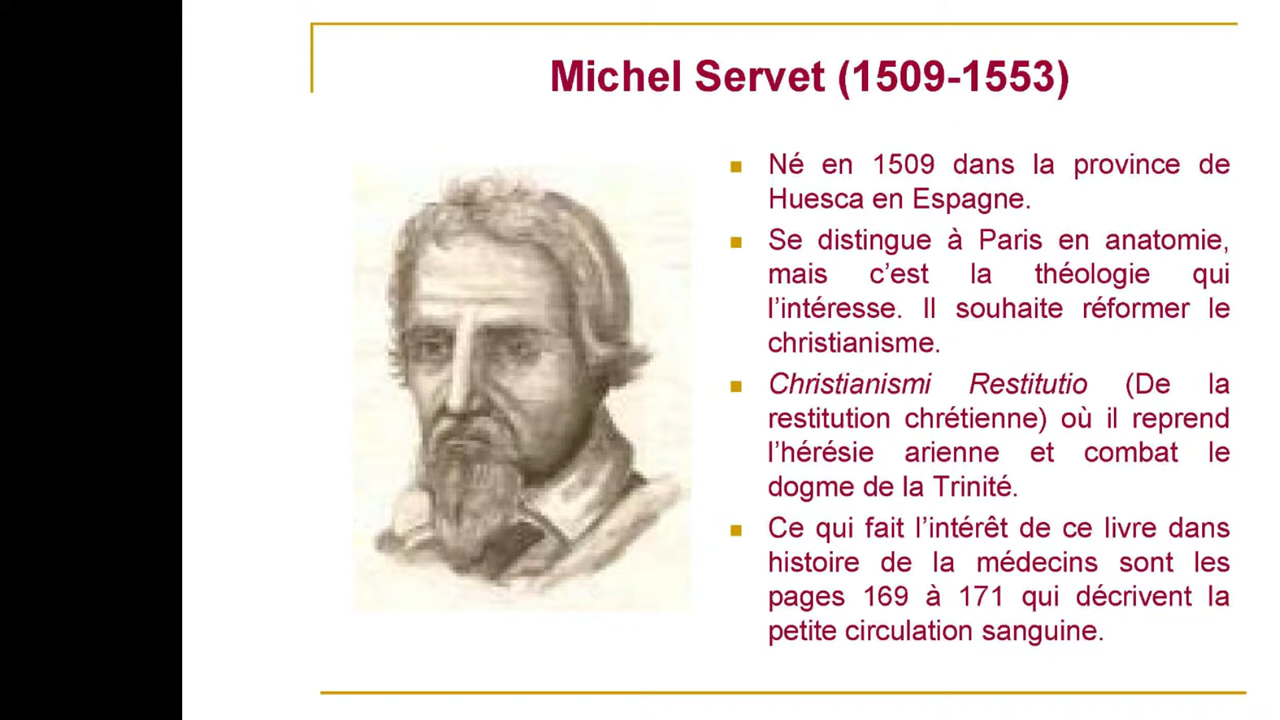 Michel Servet (1509-1553)
Né en 1509 dans la province de
Huesca en Espagne.
Se distingue à Paris en anatomie,
mais c’est la théologie qui
l’intéresse. Il souhaite réformer le
christianisme.
Christianismi Restitutio (De la
restitution chrétienne) où il reprend
l’hérésie arienne et combat le
dogme de la Trinité.
Ce qui fait l’intérêt de ce livre dans
histoire de la médecins sont les
pages 169 à 171 qui décrivent la
petite circulation sanguine.